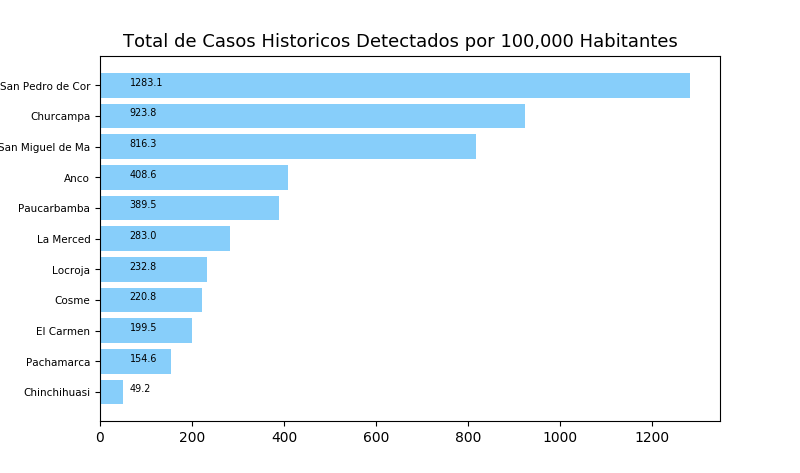 Total de Casos Historicos Detectados por 100,000 Habitantes
San Pedro de Cor 1283.1
Churcampa 923.8
San Miguel de Ma 816.3
Anco 408.6
Paucarbamba 389.5
La Merced 283.0
Locroja 232.8
Cosme 220.8
El Carmen 199.5
Pachamarca 154.6
Chinchihuasi 49.2
0 200 400 600 800 1000 1200